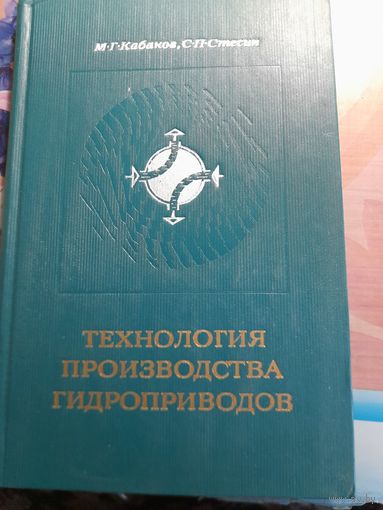 М·Г·Кабаков, С·П·Стесин
ТЕХНОЛОГИЯ
ПРОИЗВОДСТВА
ГИДРОПРИВОДОВ